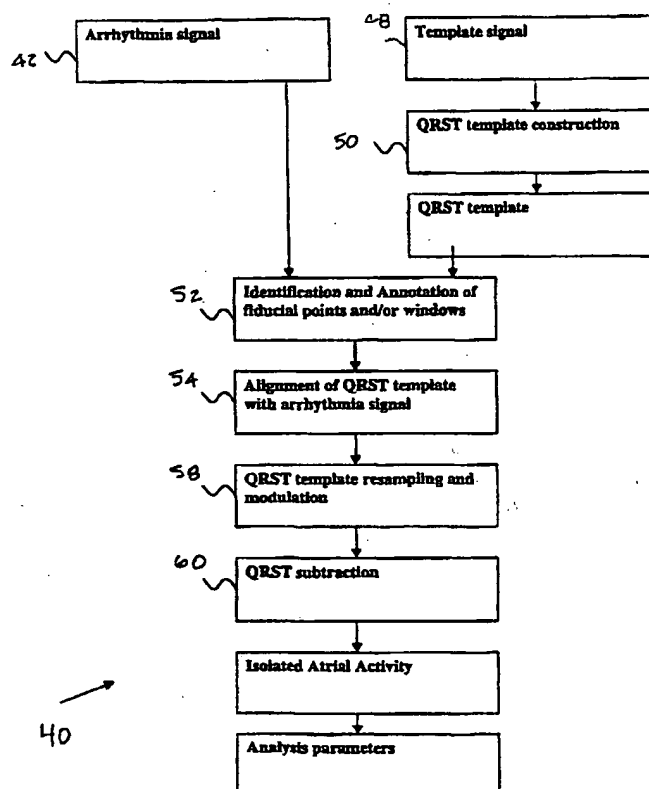 42
Arrhythmia signal
48
Template signal
50
QRST template construction
QRST template
52
Identification and Annotation of
fiducial points and/or windows
54
Alignment of QRST template
with arrhythmia signal
58
QRST template resampling and
modulation
60
QRST subtraction
Isolated Atrial Activity
40
Analysis parameters